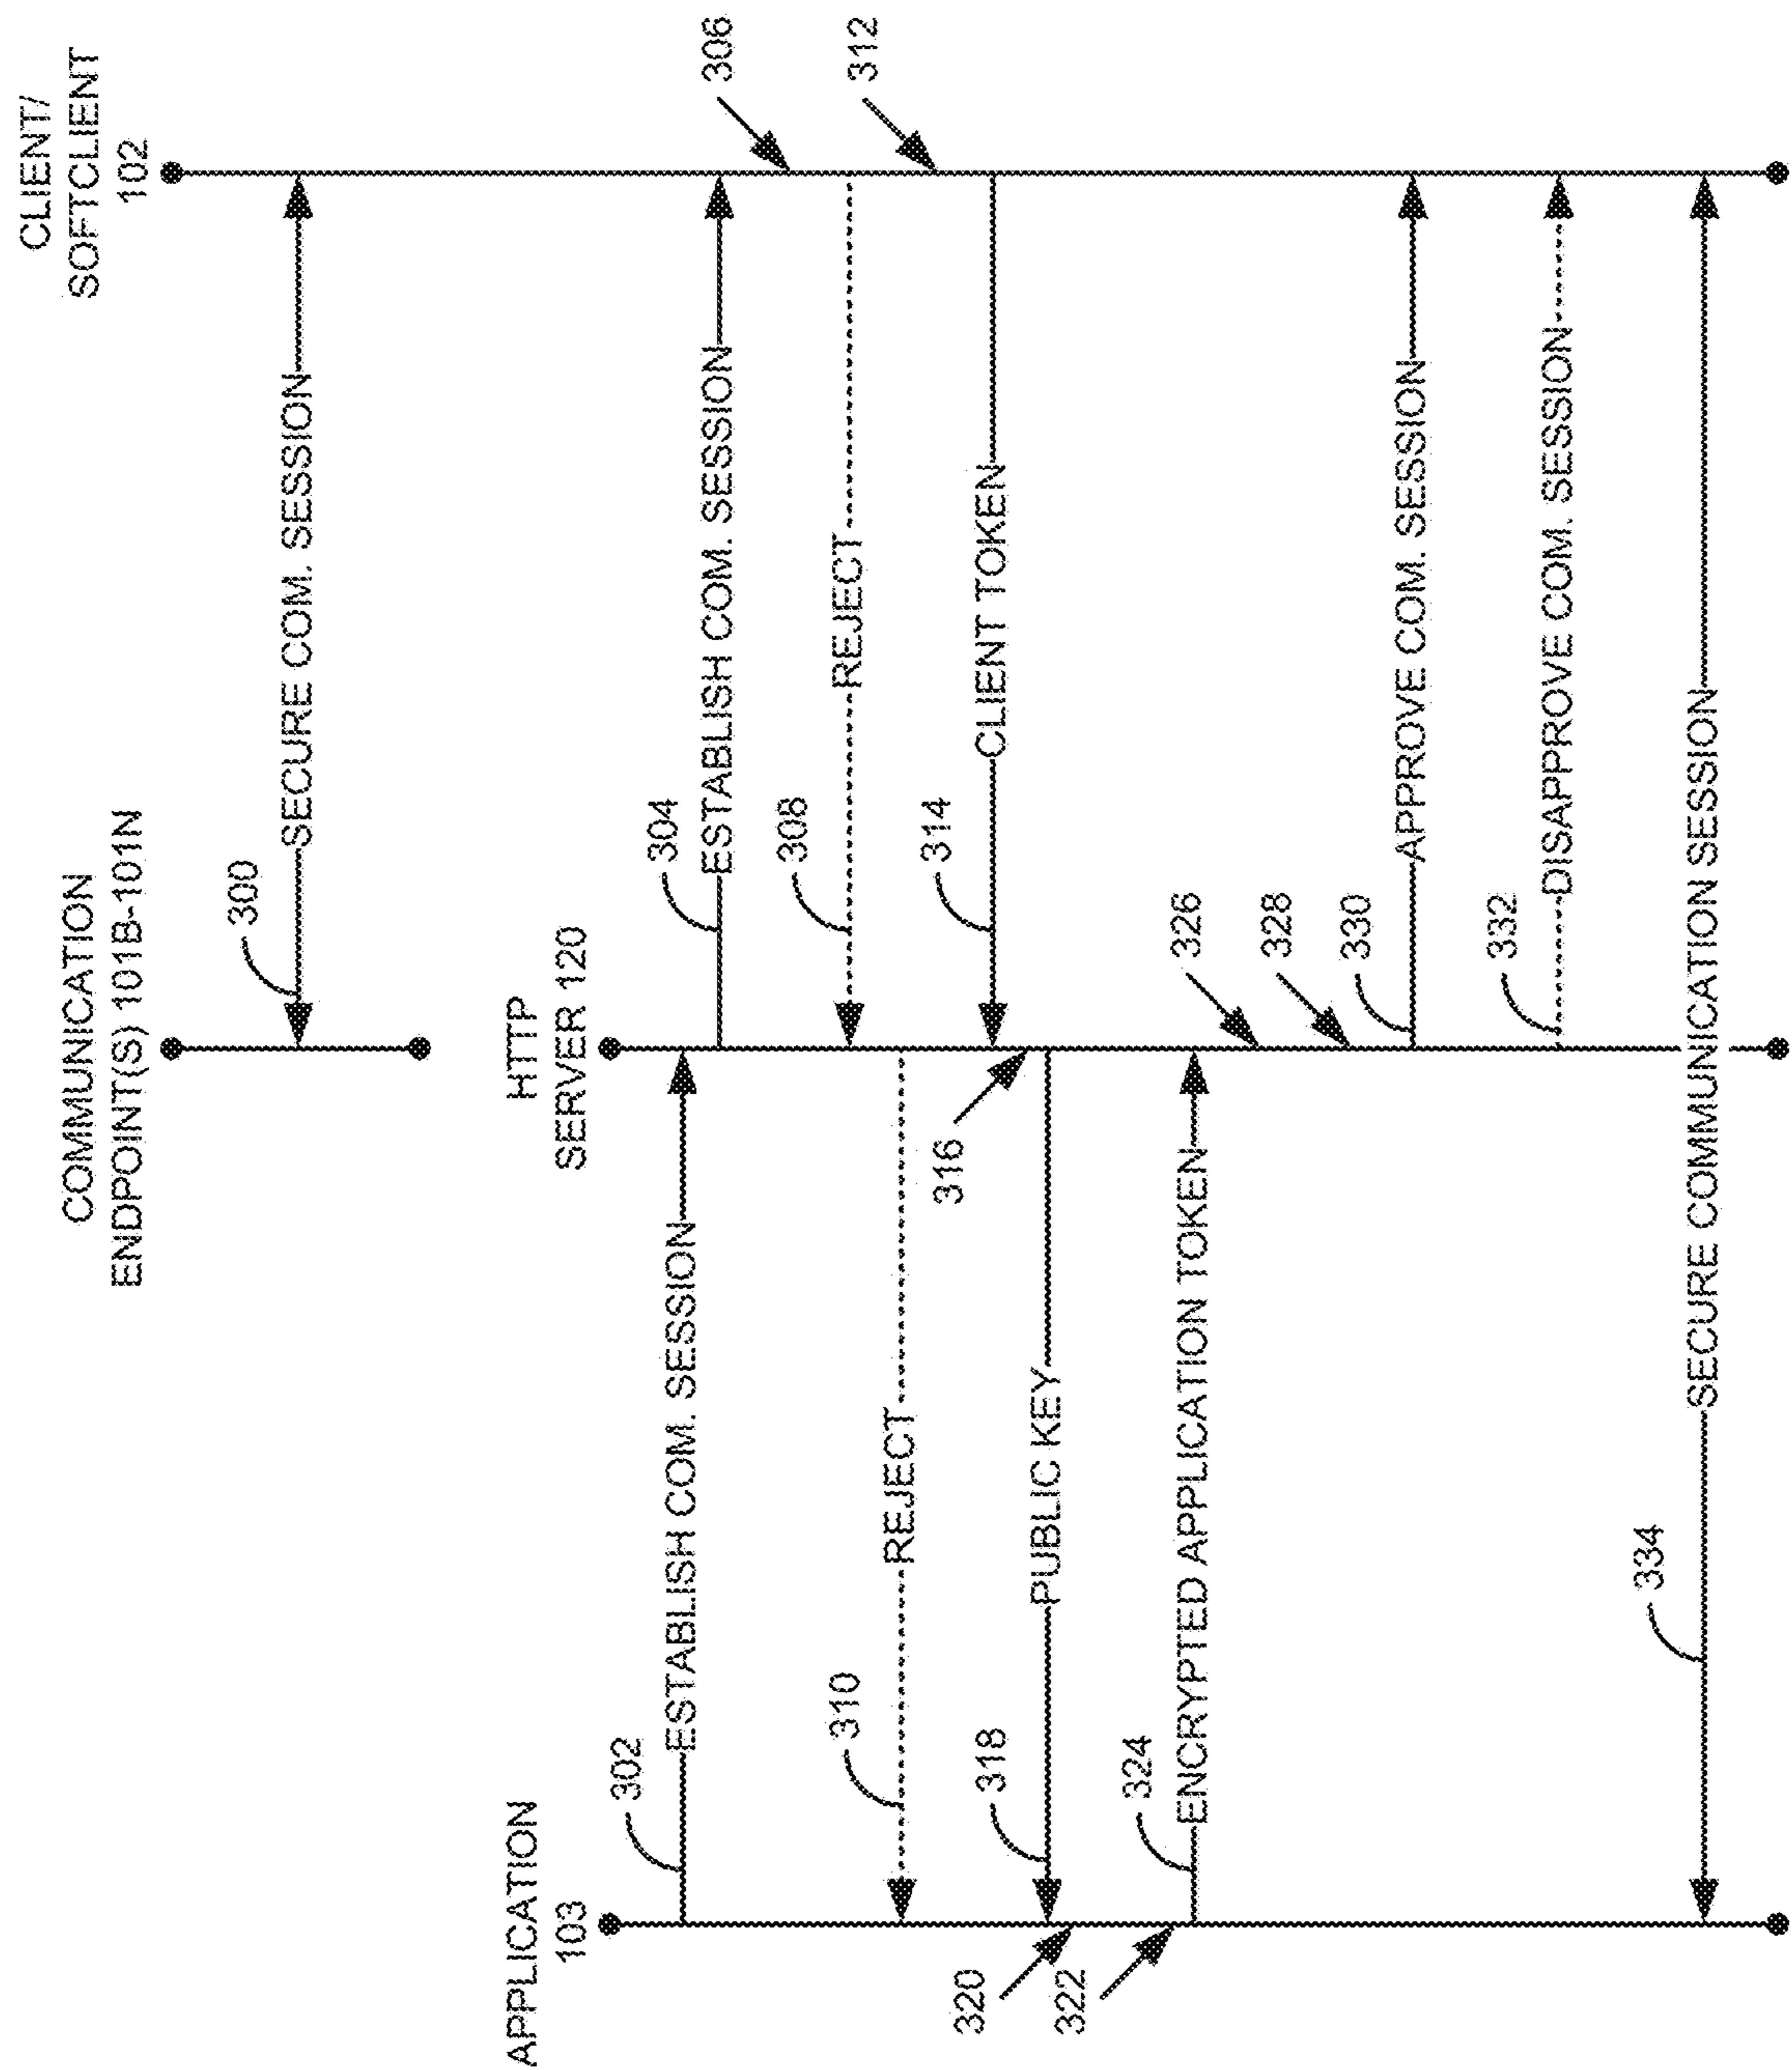 COMMUNICATION
ENDPOINT(S) 101B-101N
CLIENT/
SOFTCLIENT
102
300
SECURE COM. SESSION
APPLICATION
103
HTTP
SERVER 120
302
ESTABLISH COM. SESSION
304
ESTABLISH COM. SESSION
306
308
REJECT
310
REJECT
312
314
CLIENT TOKEN
316
318
PUBLIC KEY
320
322
324
ENCRYPTED APPLICATION TOKEN
326
328
330
APPROVE COM. SESSION
332
DISAPPROVE COM. SESSION
334
SECURE COMMUNICATION SESSION